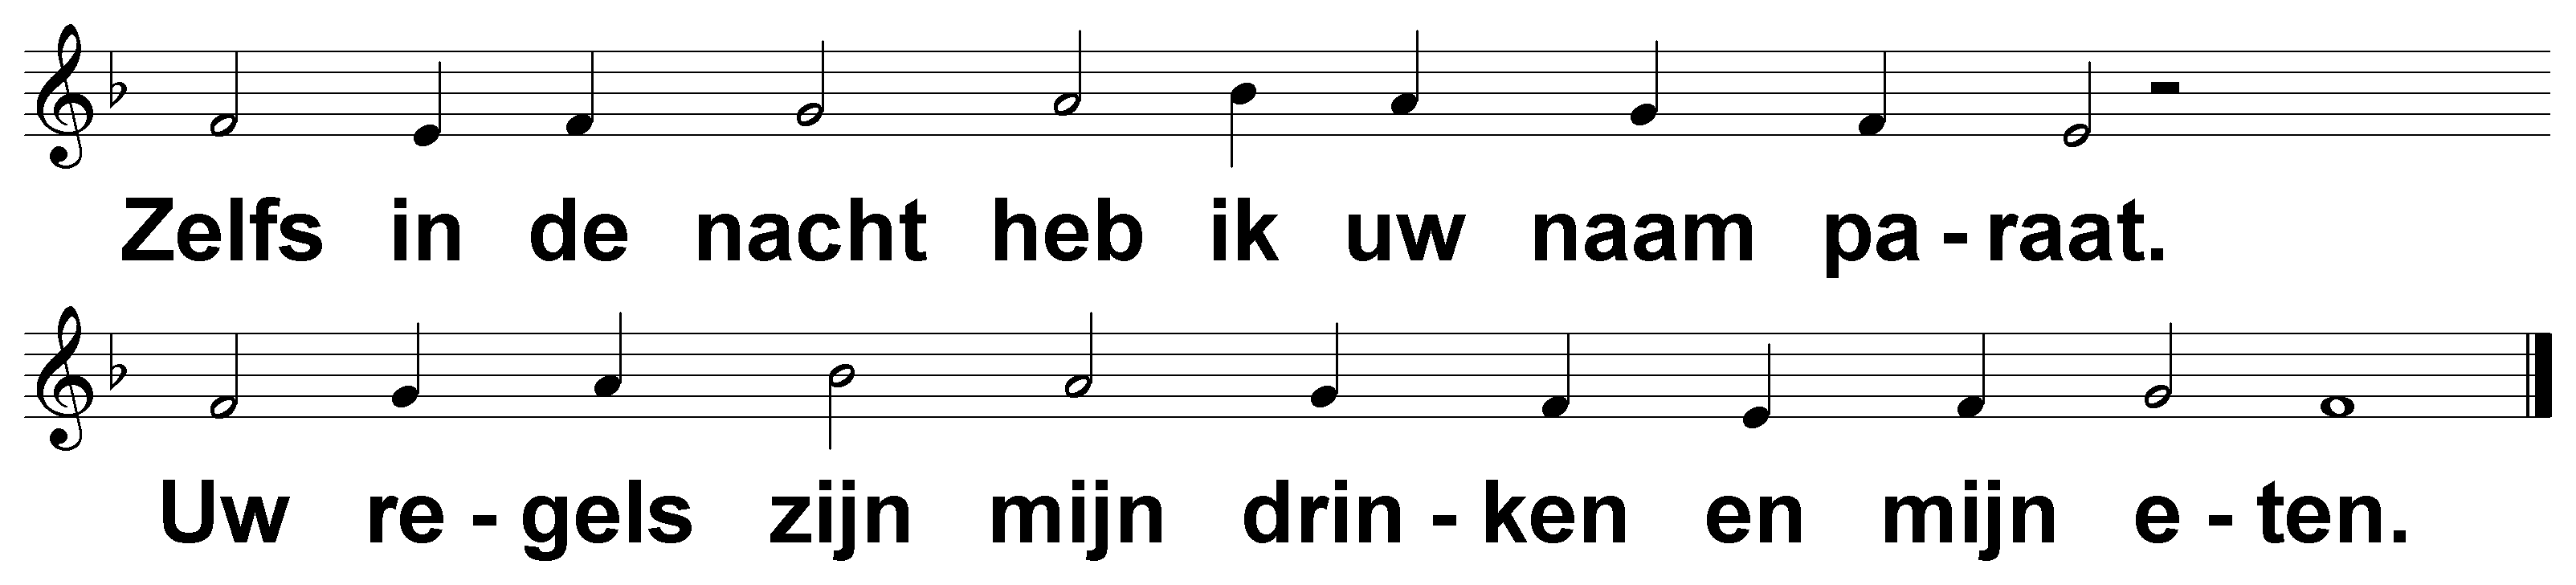 Zelfs in de nacht heb ik uw naam pa - raat.
Uw re - gels zijn mijn drin - ken en mijn e - ten.